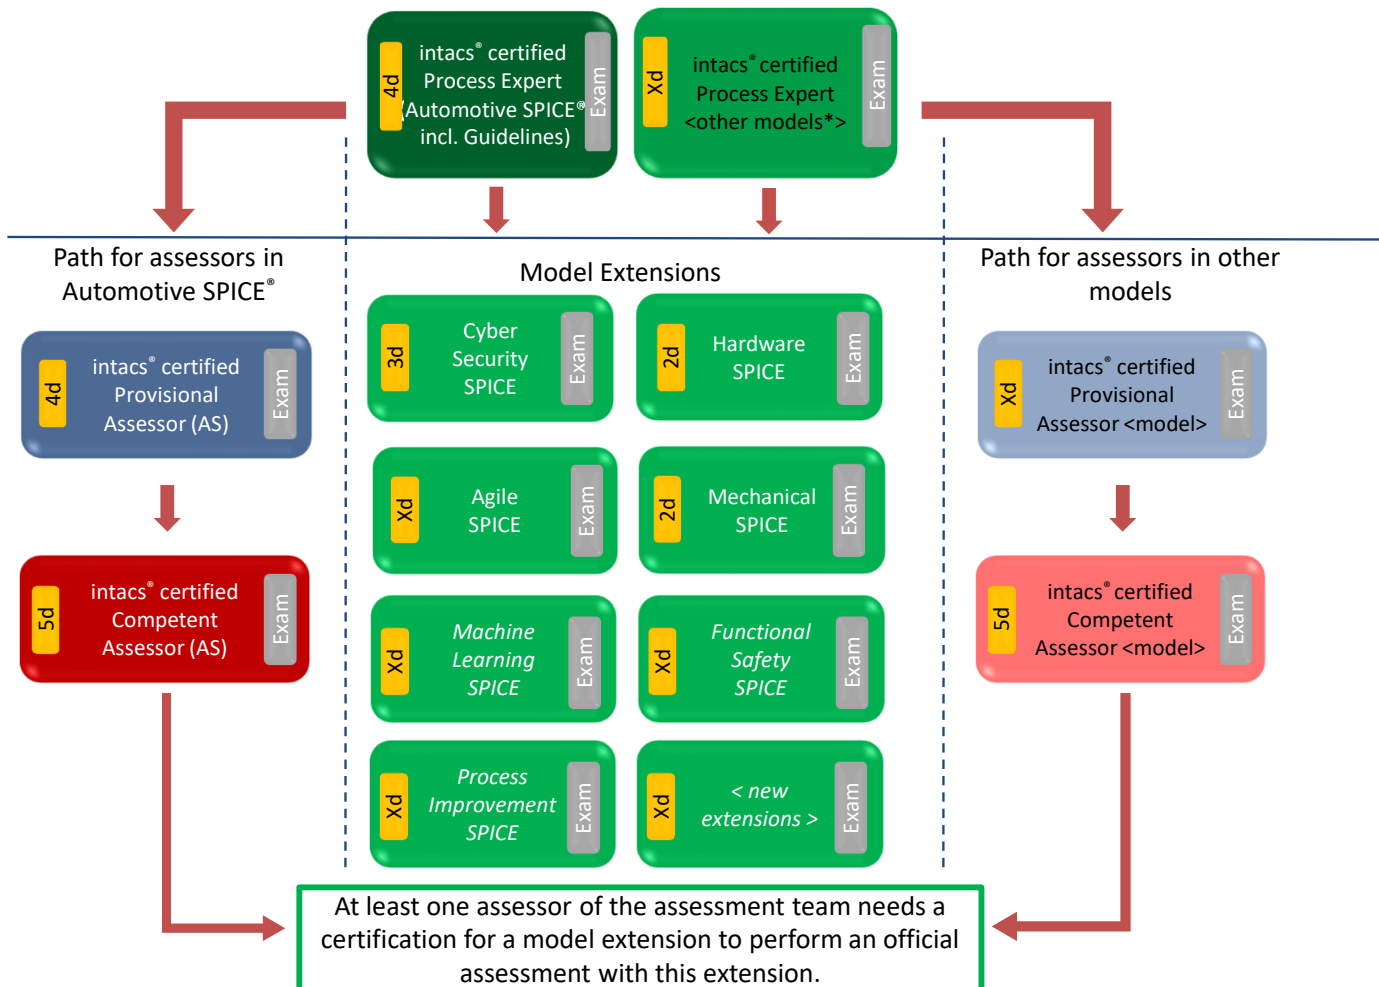 4d
intacs® certified
Process Expert
(Automotive SPICE®
incl. Guidelines)
Exam
Xd
intacs® certified
Process Expert
<other models*>
Exam
Path for assessors in
Automotive SPICE®
Model Extensions
Path for assessors in other
models
4d
intacs® certified
Provisional
Assessor (AS)
Exam
3d
Cyber
Security
SPICE
Exam
2d
Hardware
SPICE
Exam
Xd
intacs® certified
Provisional
Assessor <model>
Exam
Xd
Agile
SPICE
Exam
2d
Mechanical
SPICE
Exam
5d
intacs® certified
Competent
Assessor (AS)
Exam
Xd
Machine
Learning
SPICE
Exam
Xd
Functional
Safety
SPICE
Exam
5d
intacs® certified
Competent
Assessor <model>
Exam
Xd
Process
Improvement
SPICE
Exam
Xd
< new
extensions >
Exam
At least one assessor of the assessment team needs a
certification for a model extension to perform an official
assessment with this extension.